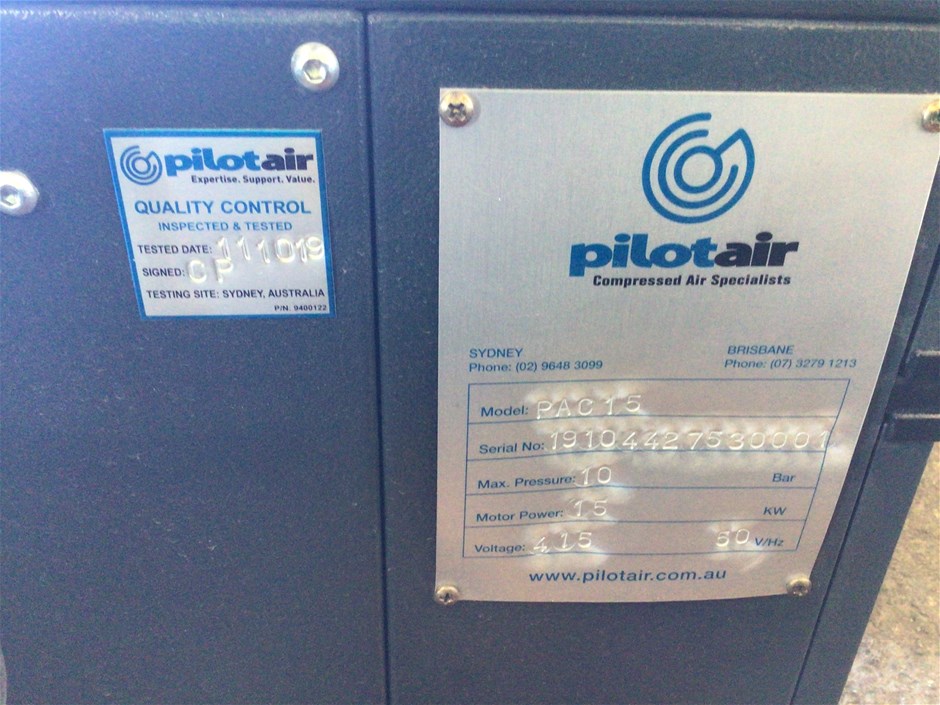 pilotair
Expertise. Support. Value.
QUALITY CONTROL
INSPECTED & TESTED
TESTED DATE: 111019
SIGNED: CP
TESTING SITE: SYDNEY, AUSTRALIA
P/N. 9400122
pilotair
Compressed Air Specialists
SYDNEY BRISBANE
Phone: (02) 9648 3099 Phone: (07) 3279 1213
Model: PAC15
Serial No: 19104427530001
Max. Pressure: 10 Bar
Motor Power: 15 KW
Voltage: 415 50 V/Hz
www.pilotair.com.au